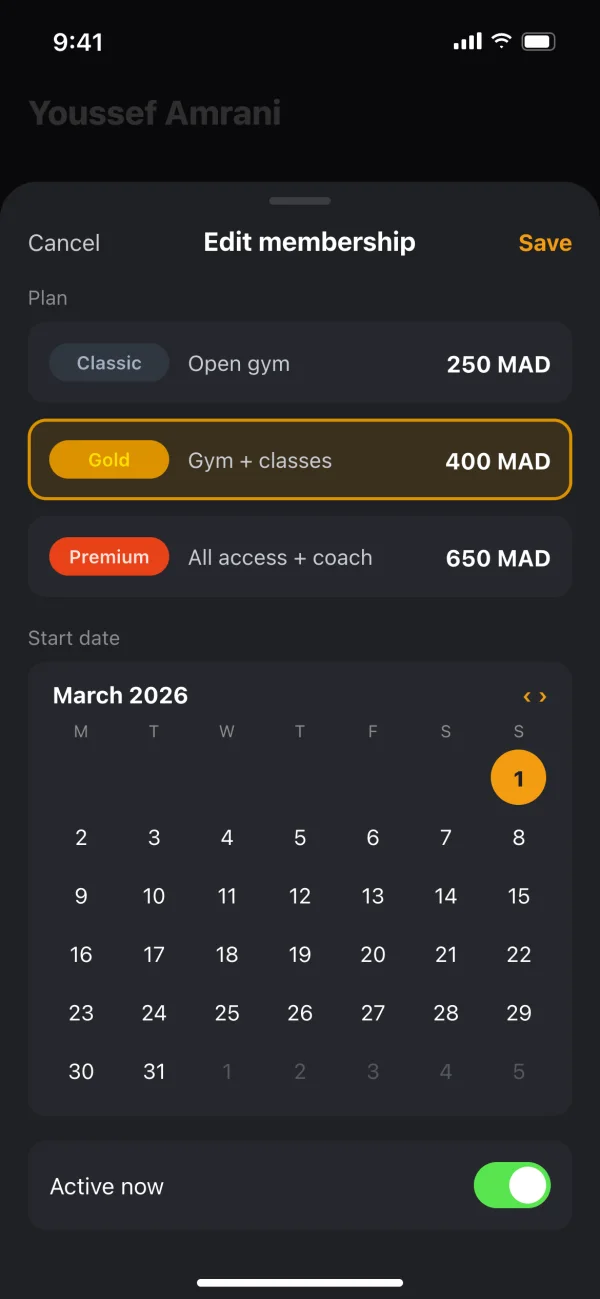 9:41
Youssef Amrani
Cancel Edit membership Save
Plan
Classic Open gym 250 MAD
Gold Gym + classes 400 MAD
Premium All access + coach 650 MAD
Start date
March 2026 ‹ ›
M T W T F S S
1
2 3 4 5 6 7 8
9 10 11 12 13 14 15
16 17 18 19 20 21 22
23 24 25 26 27 28 29
30 31 1 2 3 4 5
Active now